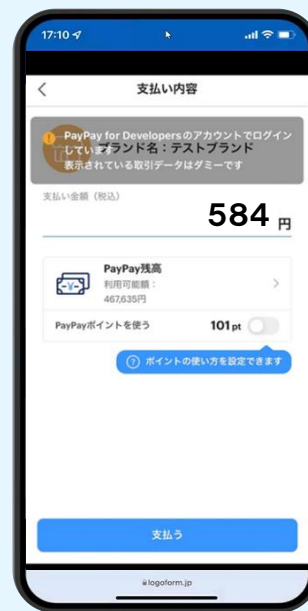 17:10
支払い内容
PayPay for Developersのアカウントでログイン
しています
ブランド名：テストブランド
表示されている取引データはダミーです
支払い金額（税込）
584 円
PayPay残高
利用可能額：
467,635円
PayPayポイントを使う 101 pt
? ポイントの使い方を設定できます
支払う
logoform.jp